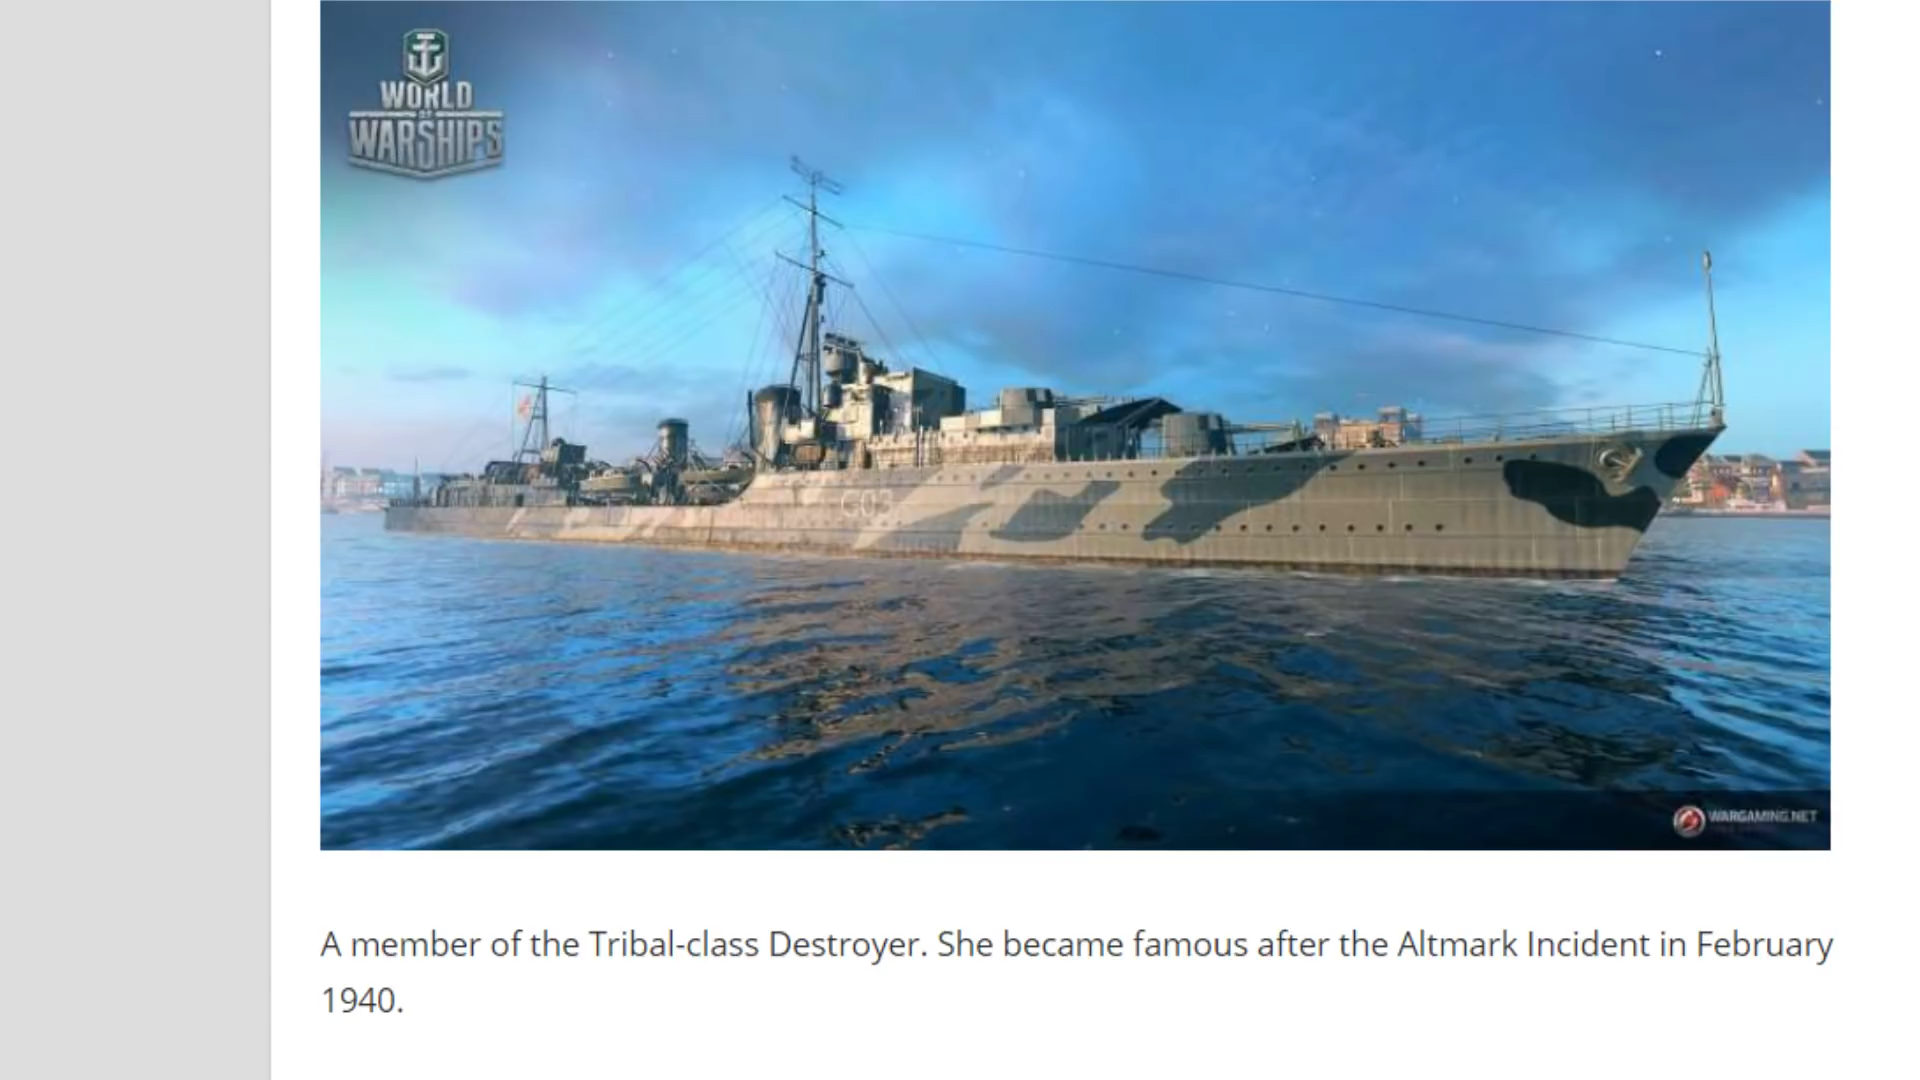 WORLD
OF
WARSHIPS
G03
WARGAMING.NET
A member of the Tribal-class Destroyer. She became famous after the Altmark Incident in February
1940.